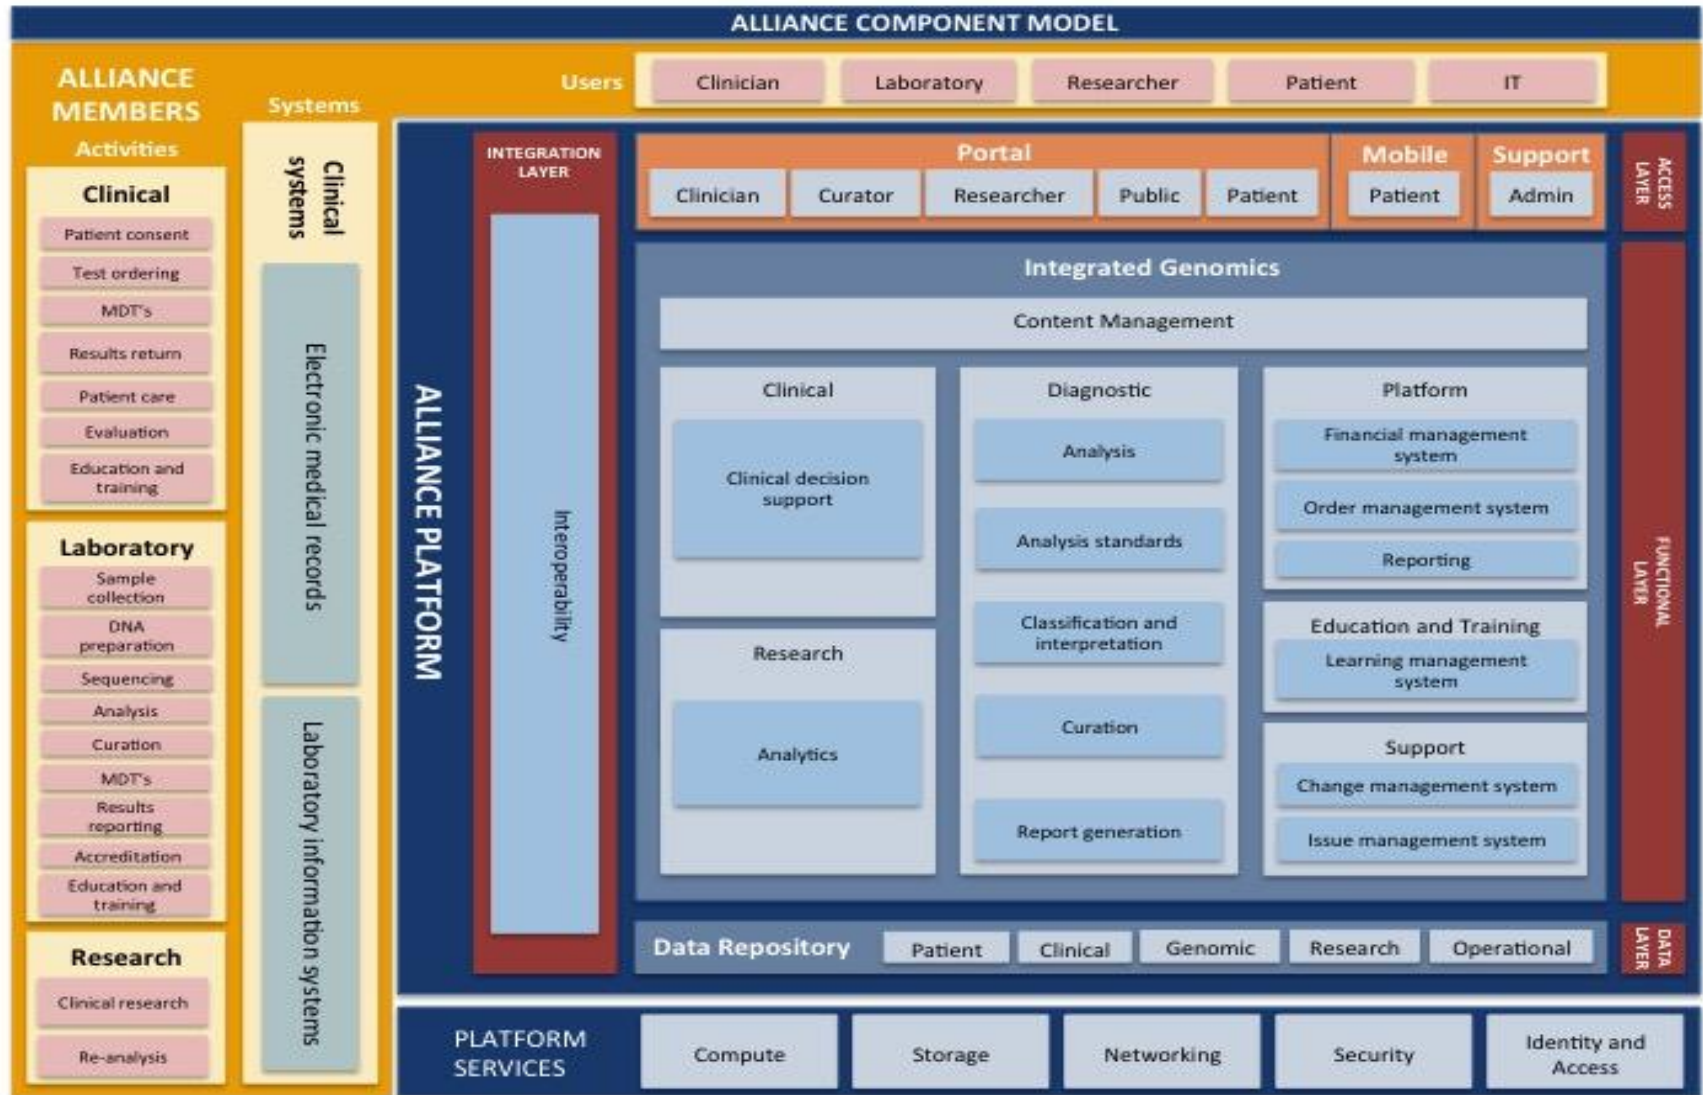 ALLIANCE COMPONENT MODEL
ALLIANCE
MEMBERS
Activities
Clinical
Patient consent
Test ordering
MDT's
Results return
Patient care
Evaluation
Education and
training
Laboratory
Sample
collection
DNA
preparation
Sequencing
Analysis
Curation
MDT's
Results
reporting
Accreditation
Education and
training
Research
Clinical research
Re-analysis
Systems
Clinical
systems
Electronic medical records
Laboratory information systems
Users
Clinician
Laboratory
Researcher
Patient
IT
ALLIANCE PLATFORM
INTEGRATION
LAYER
Interoperability
Portal
Clinician
Curator
Researcher
Public
Patient
Mobile
Patient
Support
Admin
ACCESS
LAYER
Integrated Genomics
Content Management
Clinical
Clinical decision
support
Research
Analytics
Diagnostic
Analysis
Analysis standards
Classification and
interpretation
Curation
Report generation
Platform
Financial management
system
Order management system
Reporting
Education and Training
Learning management
system
Support
Change management system
Issue management system
FUNCTIONAL
LAYER
Data Repository
Patient
Clinical
Genomic
Research
Operational
DATA
LAYER
PLATFORM
SERVICES
Compute
Storage
Networking
Security
Identity and
Access